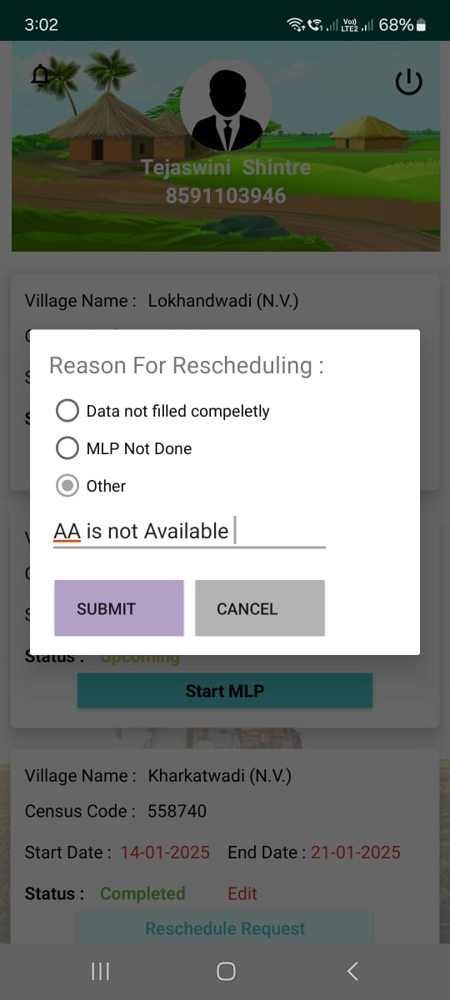 3:02
Vo))
LTE2
68%
Tejaswini Shintre
8591103946
Village Name : Lokhandwadi (N.V.)
Reason For Rescheduling :
Data not filled compeletly
MLP Not Done
Other
AA is not Available
SUBMIT CANCEL
Status : Upcoming
Start MLP
Village Name : Kharkatwadi (N.V.)
Census Code : 558740
Start Date : 14-01-2025 End Date : 21-01-2025
Status : Completed Edit
Reschedule Request